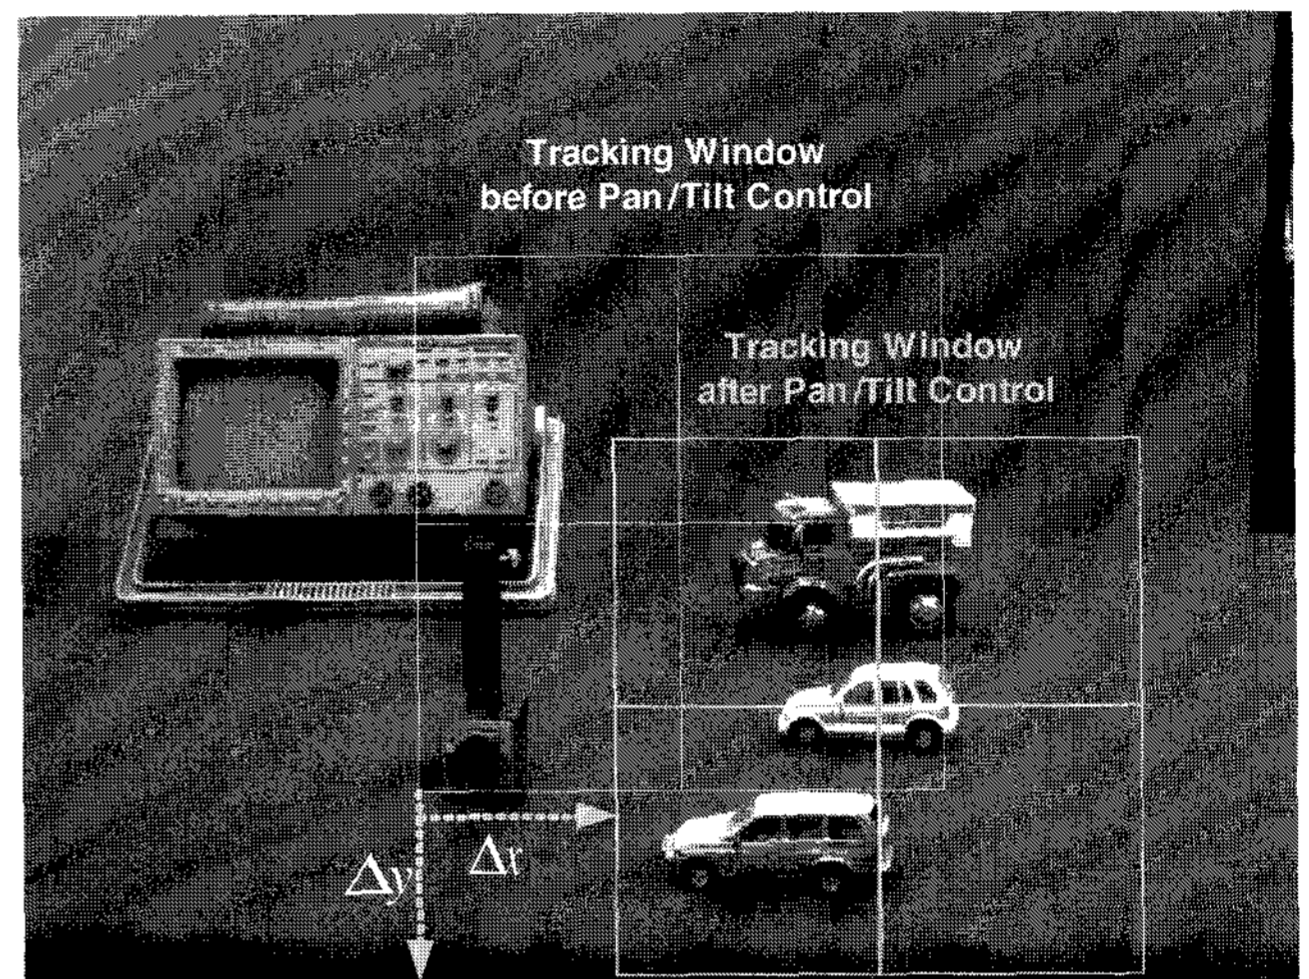 Tracking Window
before Pan/Tilt Control
Tracking Window
after Pan/Tilt Control
Δx
Δy